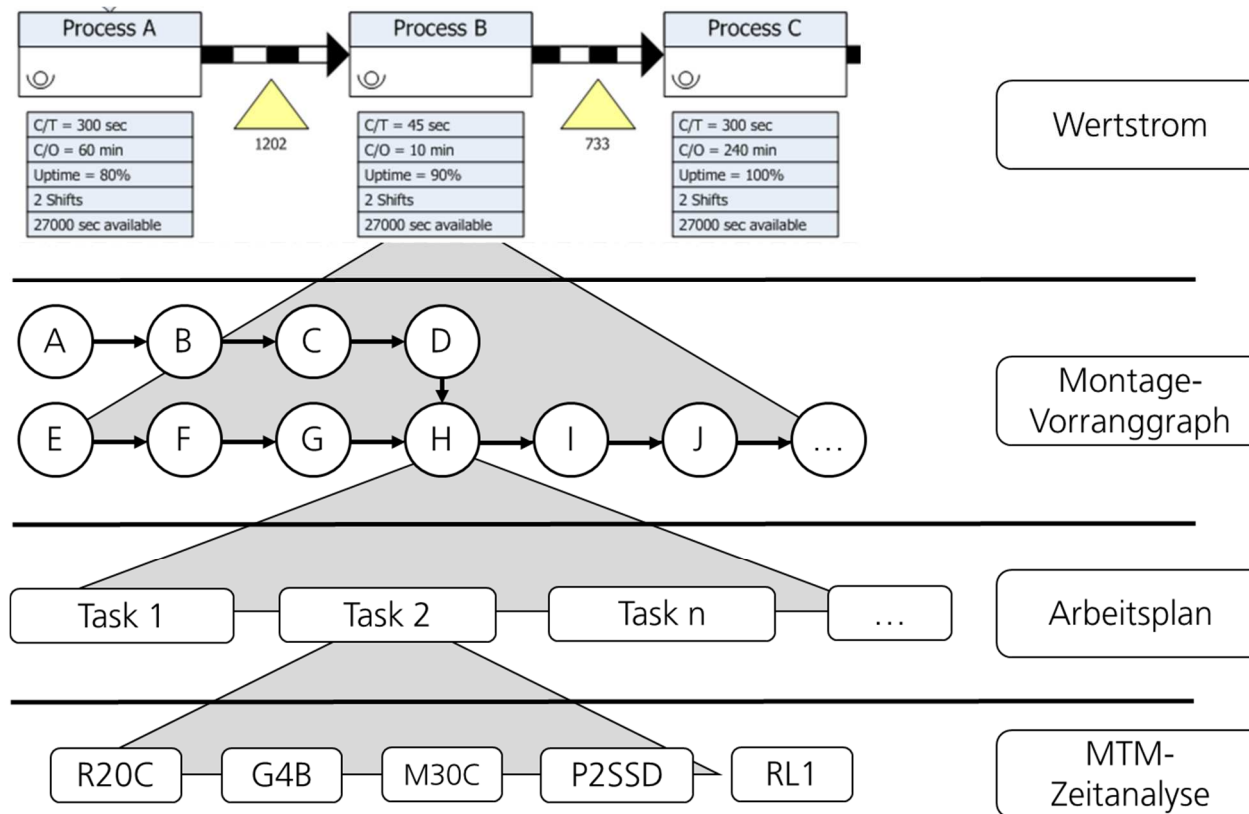 Process A
Process B
Process C
C/T = 300 sec
C/O = 60 min
Uptime = 80%
2 Shifts
27000 sec available
1202
C/T = 45 sec
C/O = 10 min
Uptime = 90%
2 Shifts
27000 sec available
733
C/T = 300 sec
C/O = 240 min
Uptime = 100%
2 Shifts
27000 sec available
Wertstrom
A
B
C
D
E
F
G
H
I
J
...
Montage-
Vorranggraph
Task 1
Task 2
Task n
...
Arbeitsplan
R20C
G4B
M30C
P2SSD
RL1
MTM-
Zeitanalyse